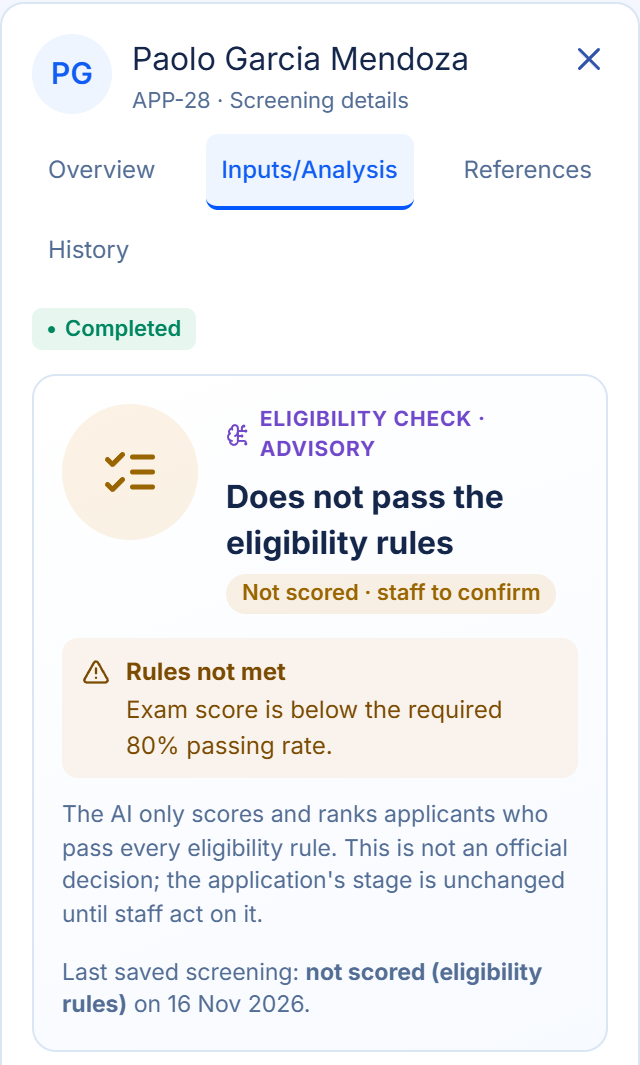 PG
Paolo Garcia Mendoza
APP-28 · Screening details
Overview
Inputs/Analysis
References
History
• Completed
ELIGIBILITY CHECK ·
ADVISORY
Does not pass the
eligibility rules
Not scored · staff to confirm
Rules not met
Exam score is below the required
80% passing rate.
The AI only scores and ranks applicants who
pass every eligibility rule. This is not an official
decision; the application's stage is unchanged
until staff act on it.
Last saved screening: not scored (eligibility
rules) on 16 Nov 2026.